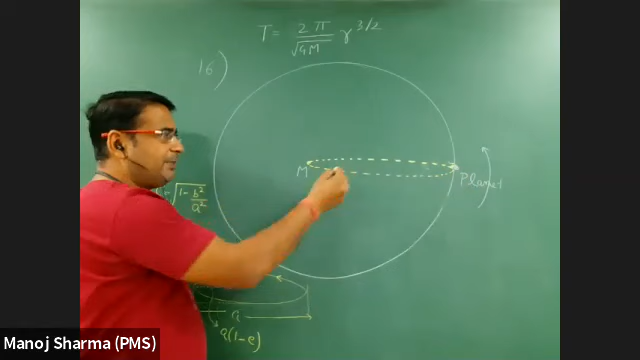 T = 2π/√GM r^3/2
16)
M
Planet
√1 - b²/a²
a
a(1-e)
Manoj Sharma (PMS)